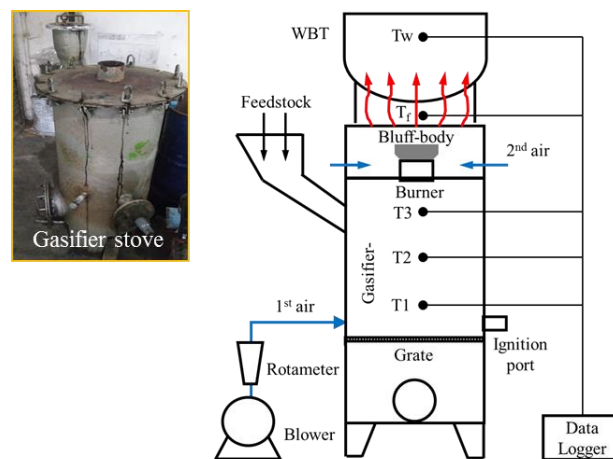 Gasifier stove
WBT
Tw
Feedstock
Tf
Bluff-body
2nd air
Burner
T3
Gasifier-
T2
1st air
T1
Ignition
port
Rotameter
Grate
Blower
Data
Logger